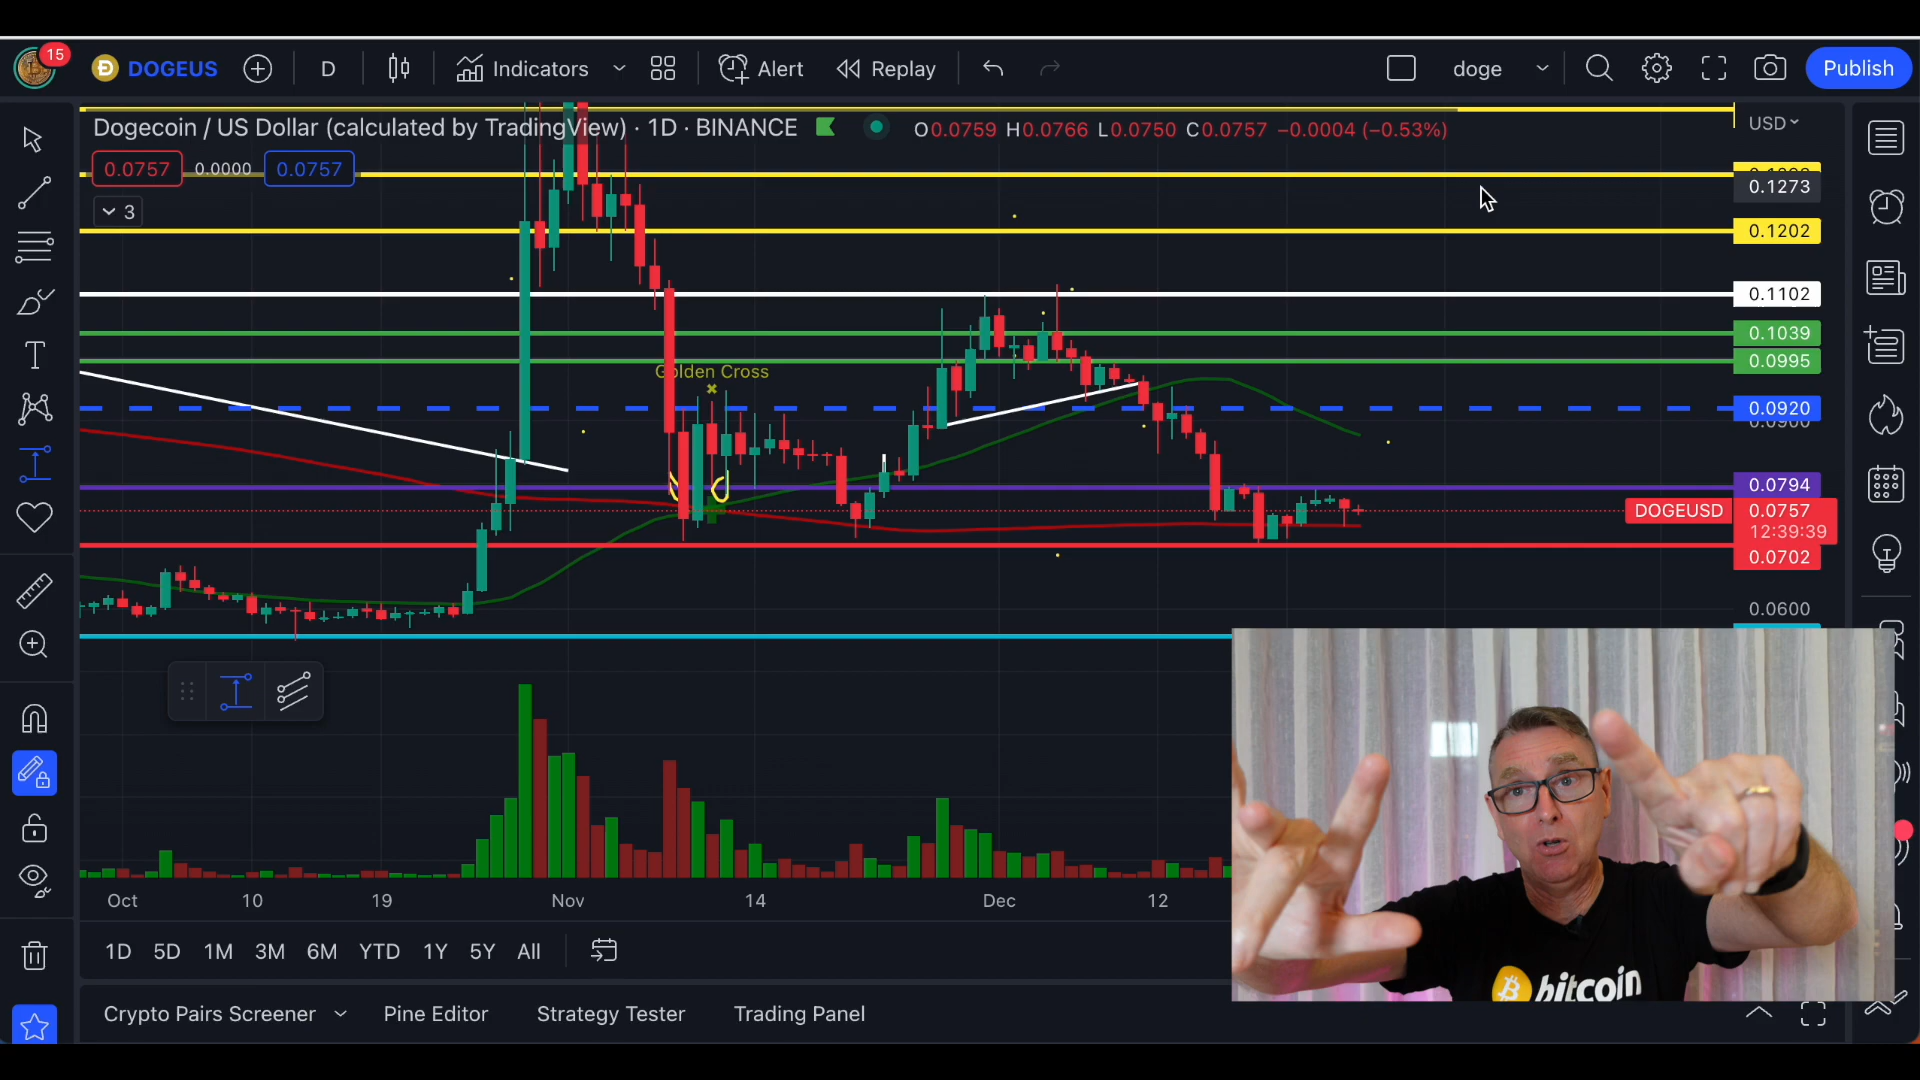 15
DOGEUS
D
Indicators
Alert
Replay
doge
Publish
Dogecoin / US Dollar (calculated by TradingView) · 1D · BINANCE
O0.0759 H0.0766 L0.0750 C0.0757 −0.0004 (−0.53%)
USD
0.0757
0.0000
0.0757
0.1273
3
0.1202
0.1102
0.1039
0.0995
Golden Cross
0.0920
0.0900
0.0794
DOGEUSD
0.0757
12:39:39
0.0702
0.0600
Oct
10
19
Nov
14
Dec
12
1D 5D 1M 3M 6M YTD 1Y 5Y All
bitcoin
Crypto Pairs Screener
Pine Editor
Strategy Tester
Trading Panel